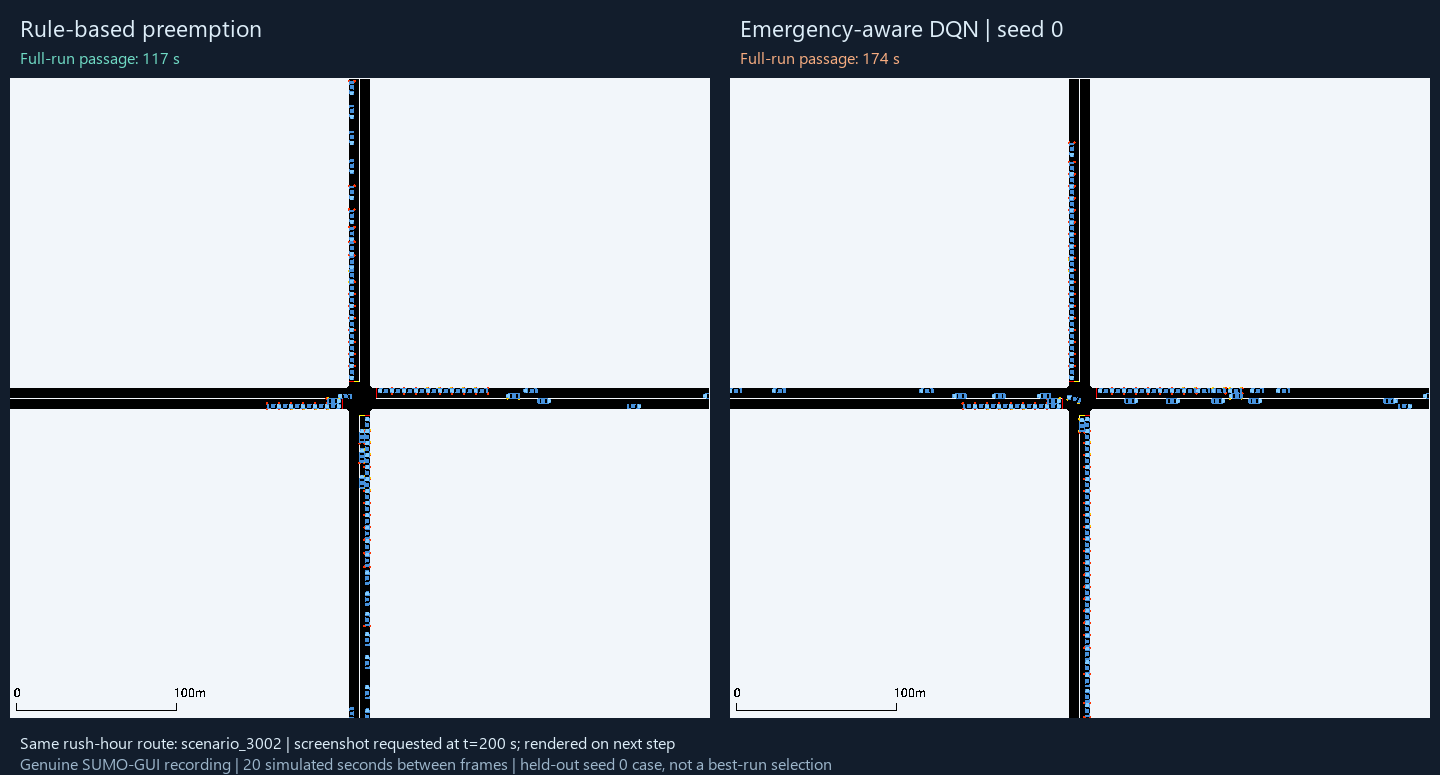 Rule-based preemption
Full-run passage: 117 s
Emergency-aware DQN | seed 0
Full-run passage: 174 s
0 100m
0 100m
Same rush-hour route: scenario_3002 | screenshot requested at t=200 s; rendered on next step
Genuine SUMO-GUI recording | 20 simulated seconds between frames | held-out seed 0 case, not a best-run selection